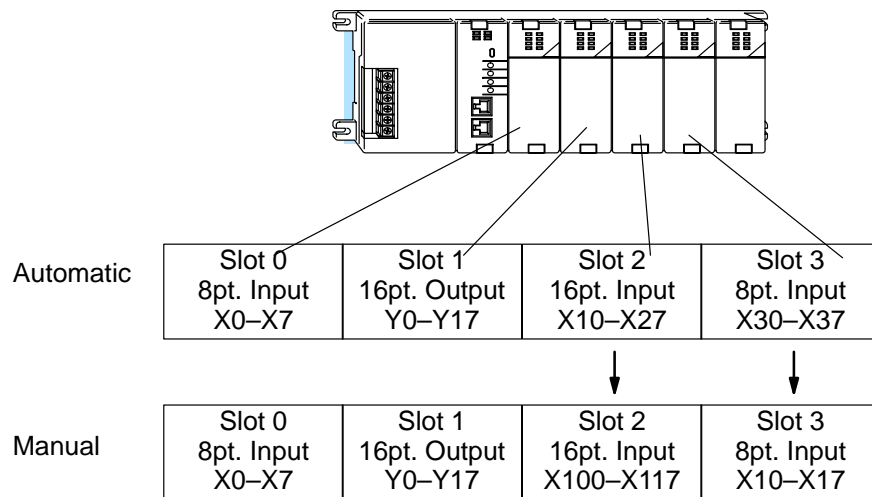 Automatic
Slot 0
8pt. Input
X0–X7
Slot 1
16pt. Output
Y0–Y17
Slot 2
16pt. Input
X10–X27
Slot 3
8pt. Input
X30–X37
Manual
Slot 0
8pt. Input
X0–X7
Slot 1
16pt. Output
Y0–Y17
Slot 2
16pt. Input
X100–X117
Slot 3
8pt. Input
X10–X17